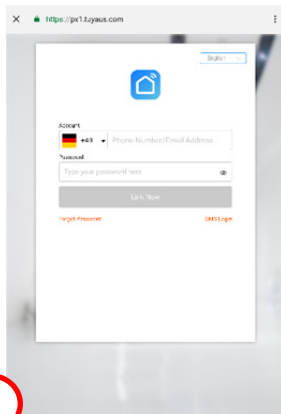 https://px1.tuyaus.com
English
Account
+49 Phone Number/Email Address
Password
Type your password here
Link Now
Forgot Password SMS Login